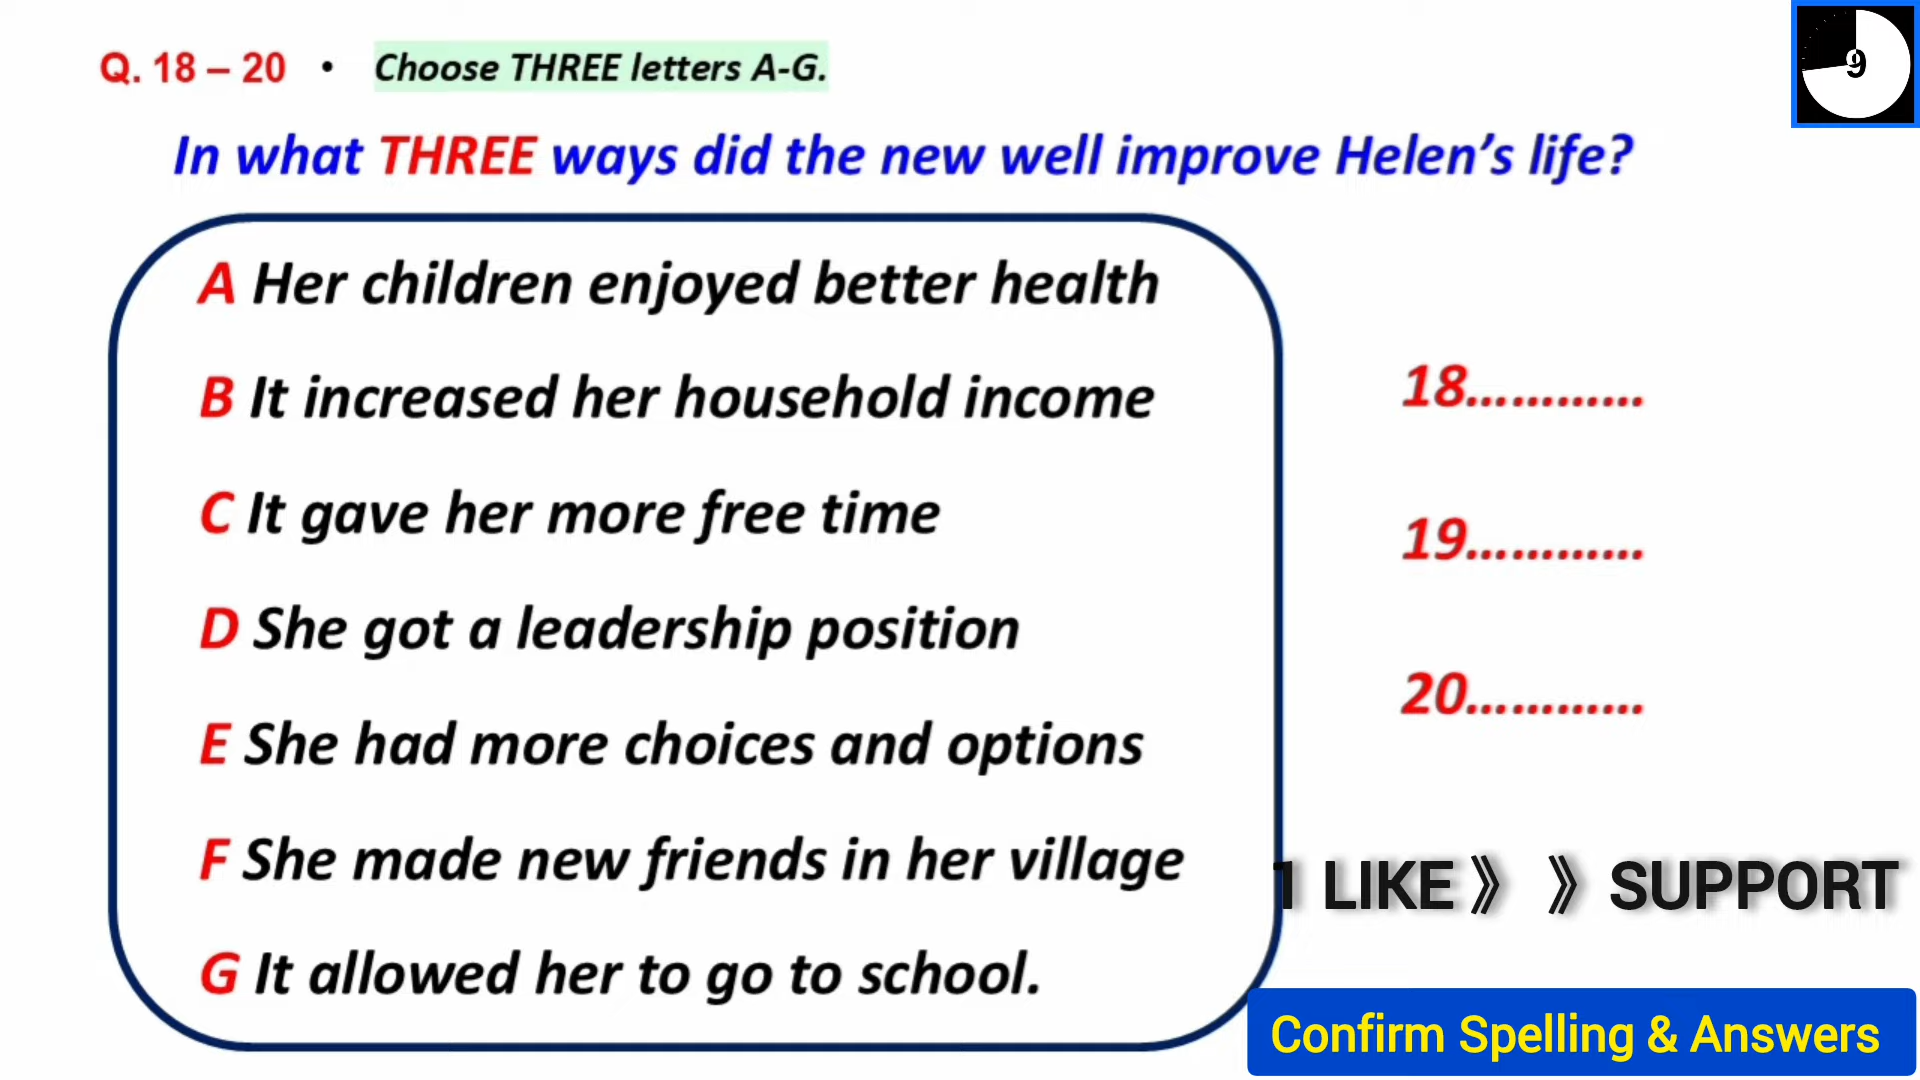 Q. 18 – 20 • Choose THREE letters A-G.
9
In what THREE ways did the new well improve Helen’s life?
A Her children enjoyed better health
B It increased her household income
C It gave her more free time
D She got a leadership position
E She had more choices and options
F She made new friends in her village
G It allowed her to go to school.
18............
19............
20............
1 LIKE》 》SUPPORT
Confirm Spelling & Answers